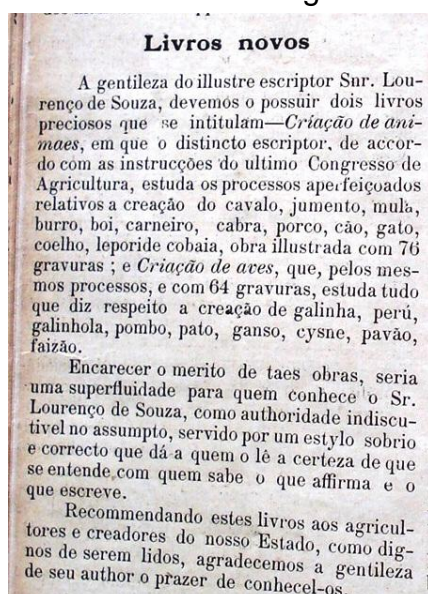 Livros novos
A gentileza do illustre escriptor Snr. Lou-
renço de Souza, devemos o possuir dois livros
preciosos que se intitulam—Criação de ani-
maes, em que o distincto escriptor, de accor-
do com as instrucções do ultimo Congresso de
Agricultura, estuda os processos aperfeiçoados
relativos a creação do cavalo, jumento, mula,
burro, boi, carneiro, cabra, porco, cão, gato,
coelho, leporide cobaia, obra illustrada com 76
gravuras ; e Criação de aves, que, pelos mes-
mos processos, e com 64 gravuras, estuda tudo
que diz respeito a creação de galinha, perú,
galinhola, pombo, pato, ganso, cysne, pavão,
faizão.
Encarecer o merito de taes obras, seria
uma superfluidade para quem conhece o Sr.
Lourenço de Souza, como authoridade indiscu-
tivel no assumpto, servido por um estylo sobrio
e correcto que dá a quem o lê a certeza de que
se entende com quem sabe o que affirma e o
que escreve.
Recommendando estes livros aos agricul-
tores e creadores do nosso Estado, como dig-
nos de serem lidos, agradecemos a gentileza
de seu author o prazer de conhecel-os.